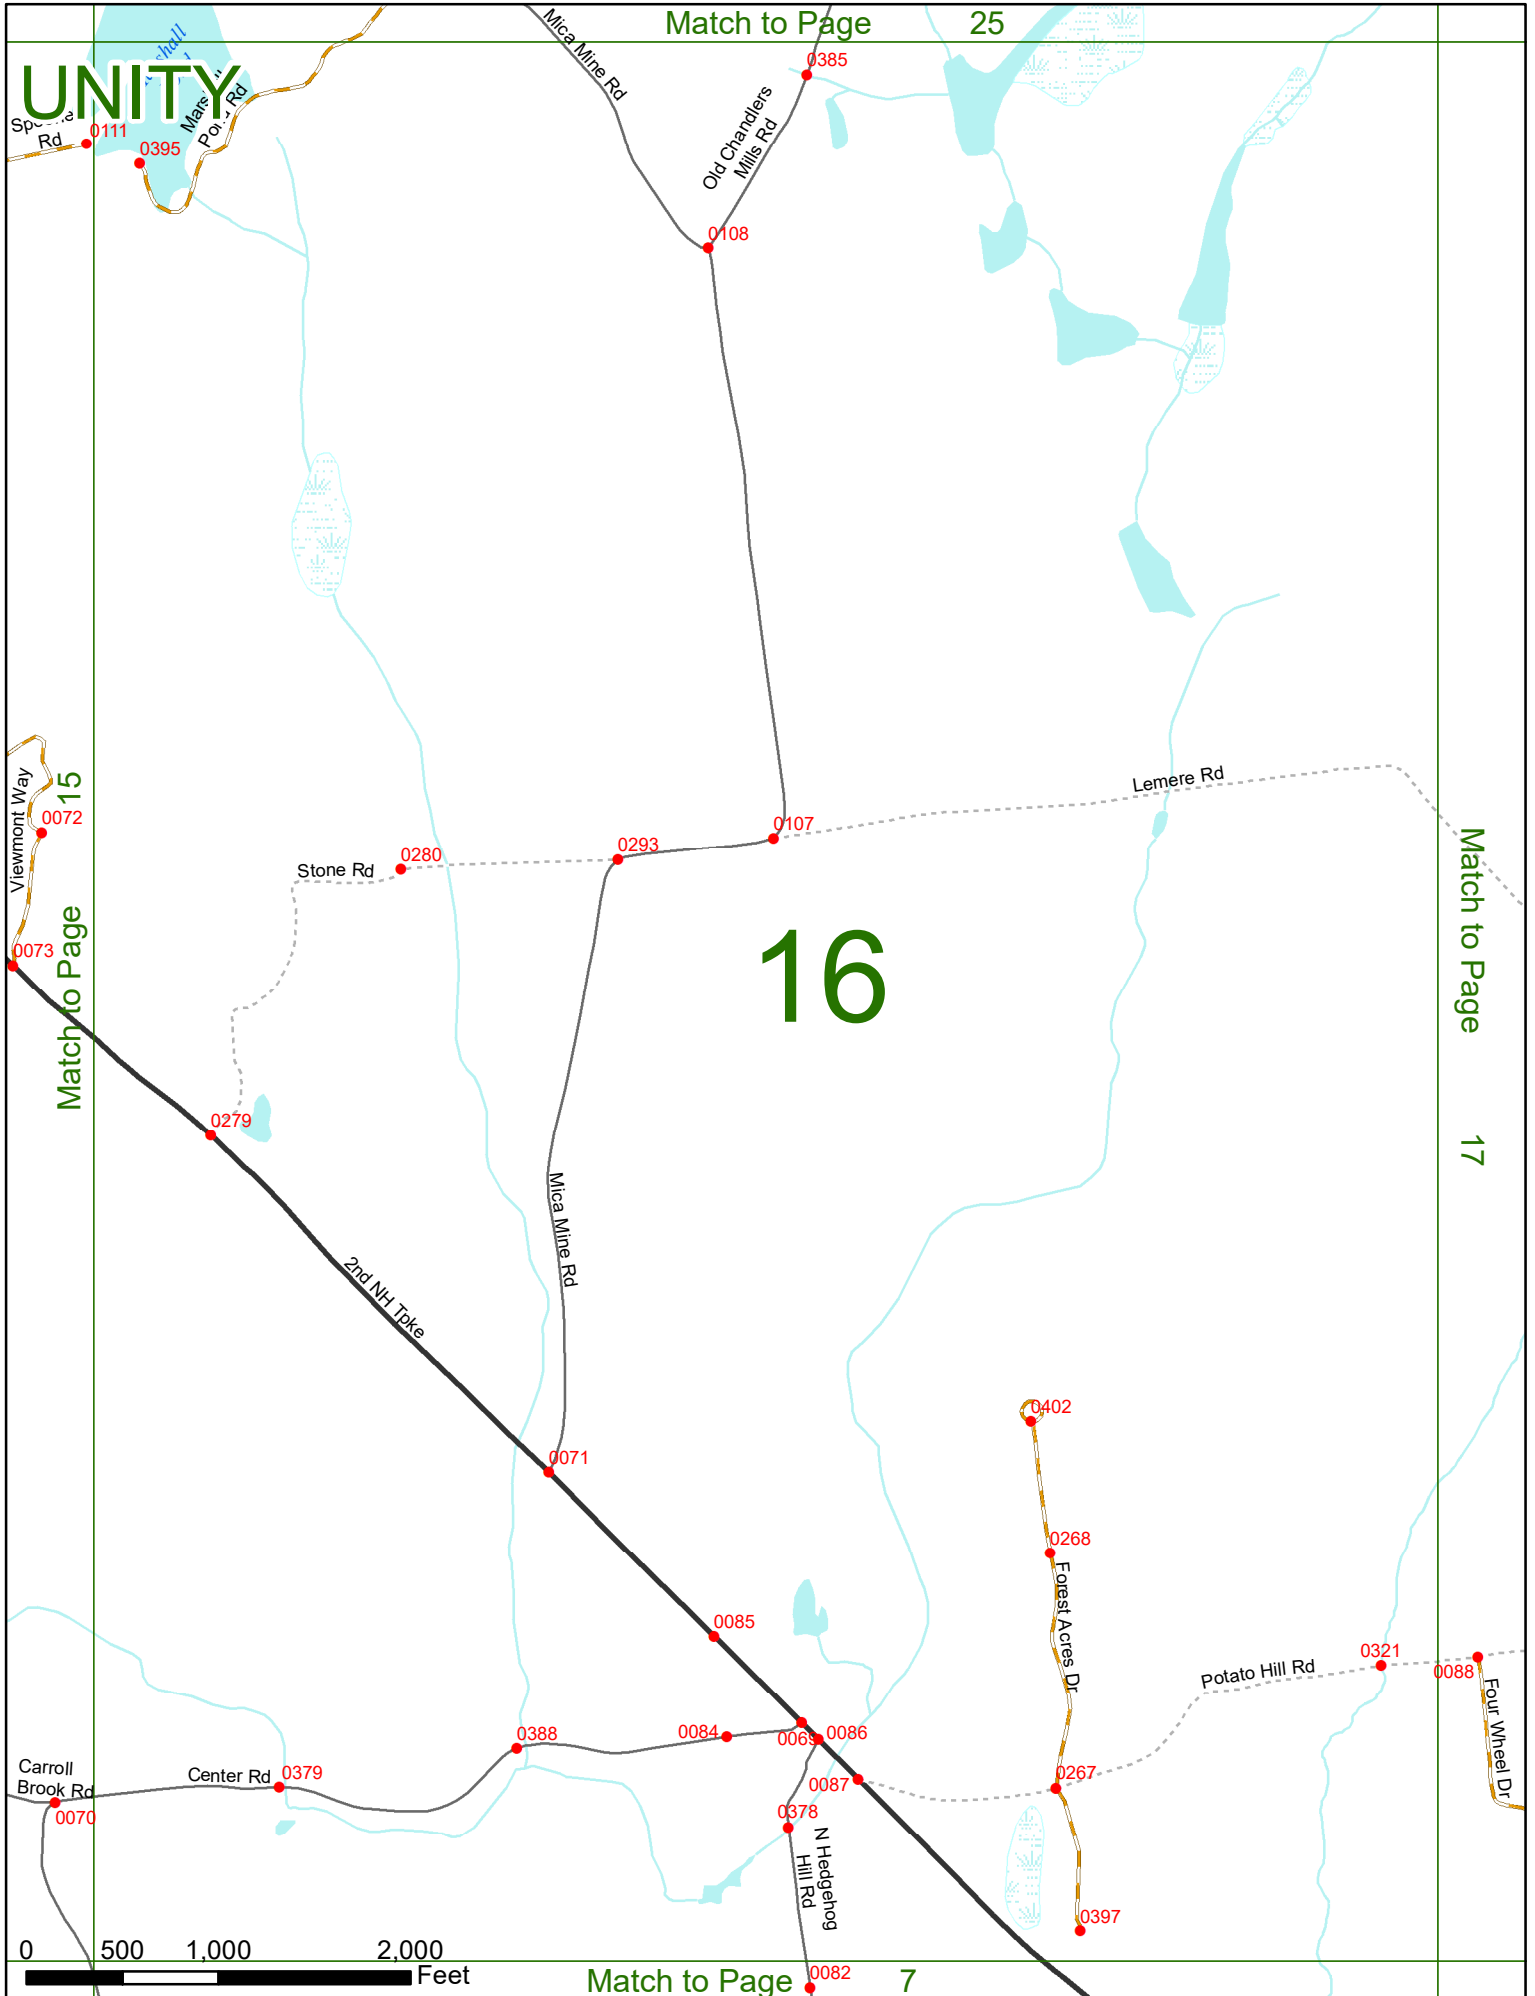 Match to Page 25
UNITY
Rd
0111
0395
Pond Rd
Mica Mine Rd
0385
Old Chandlers
Mills Rd
0108
Viewmont Way
0072
0073
Match to Page 15
Stone Rd
0280
0293
0107
Lemere Rd
16
Match to Page 17
0279
Mica Mine Rd
2nd NH Tpke
0071
0402
0268
Forest Acres Dr
0085
0321
0088
Potato Hill Rd
Four Wheel Dr
0388
0084
0069
0086
0087
0267
Carroll
Brook Rd
Center Rd
0379
0070
0378
N Hedgehog
Hill Rd
0397
0 500 1,000 2,000
Feet
0082
Match to Page 7